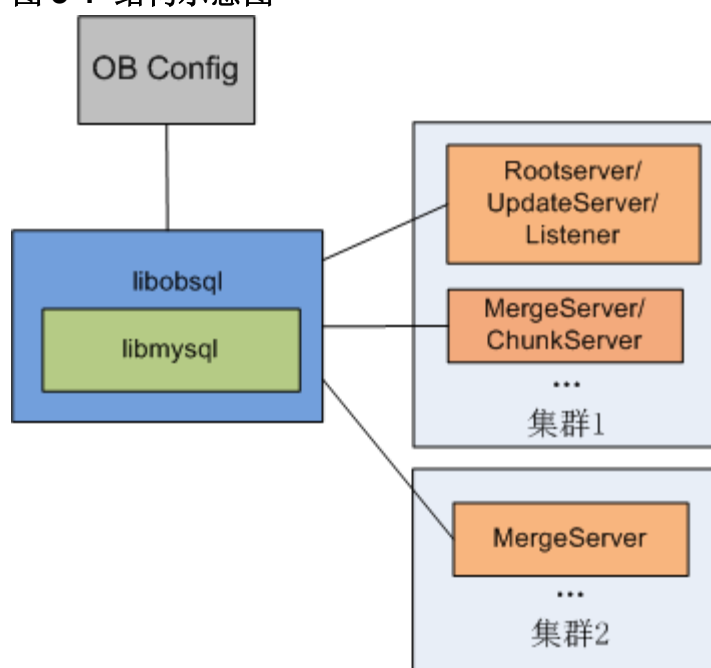 OB Config
libobsql
libmysql
Rootserver/
UpdateServer/
Listener
MergeServer/
ChunkServer
...
集群1
MergeServer
...
集群2